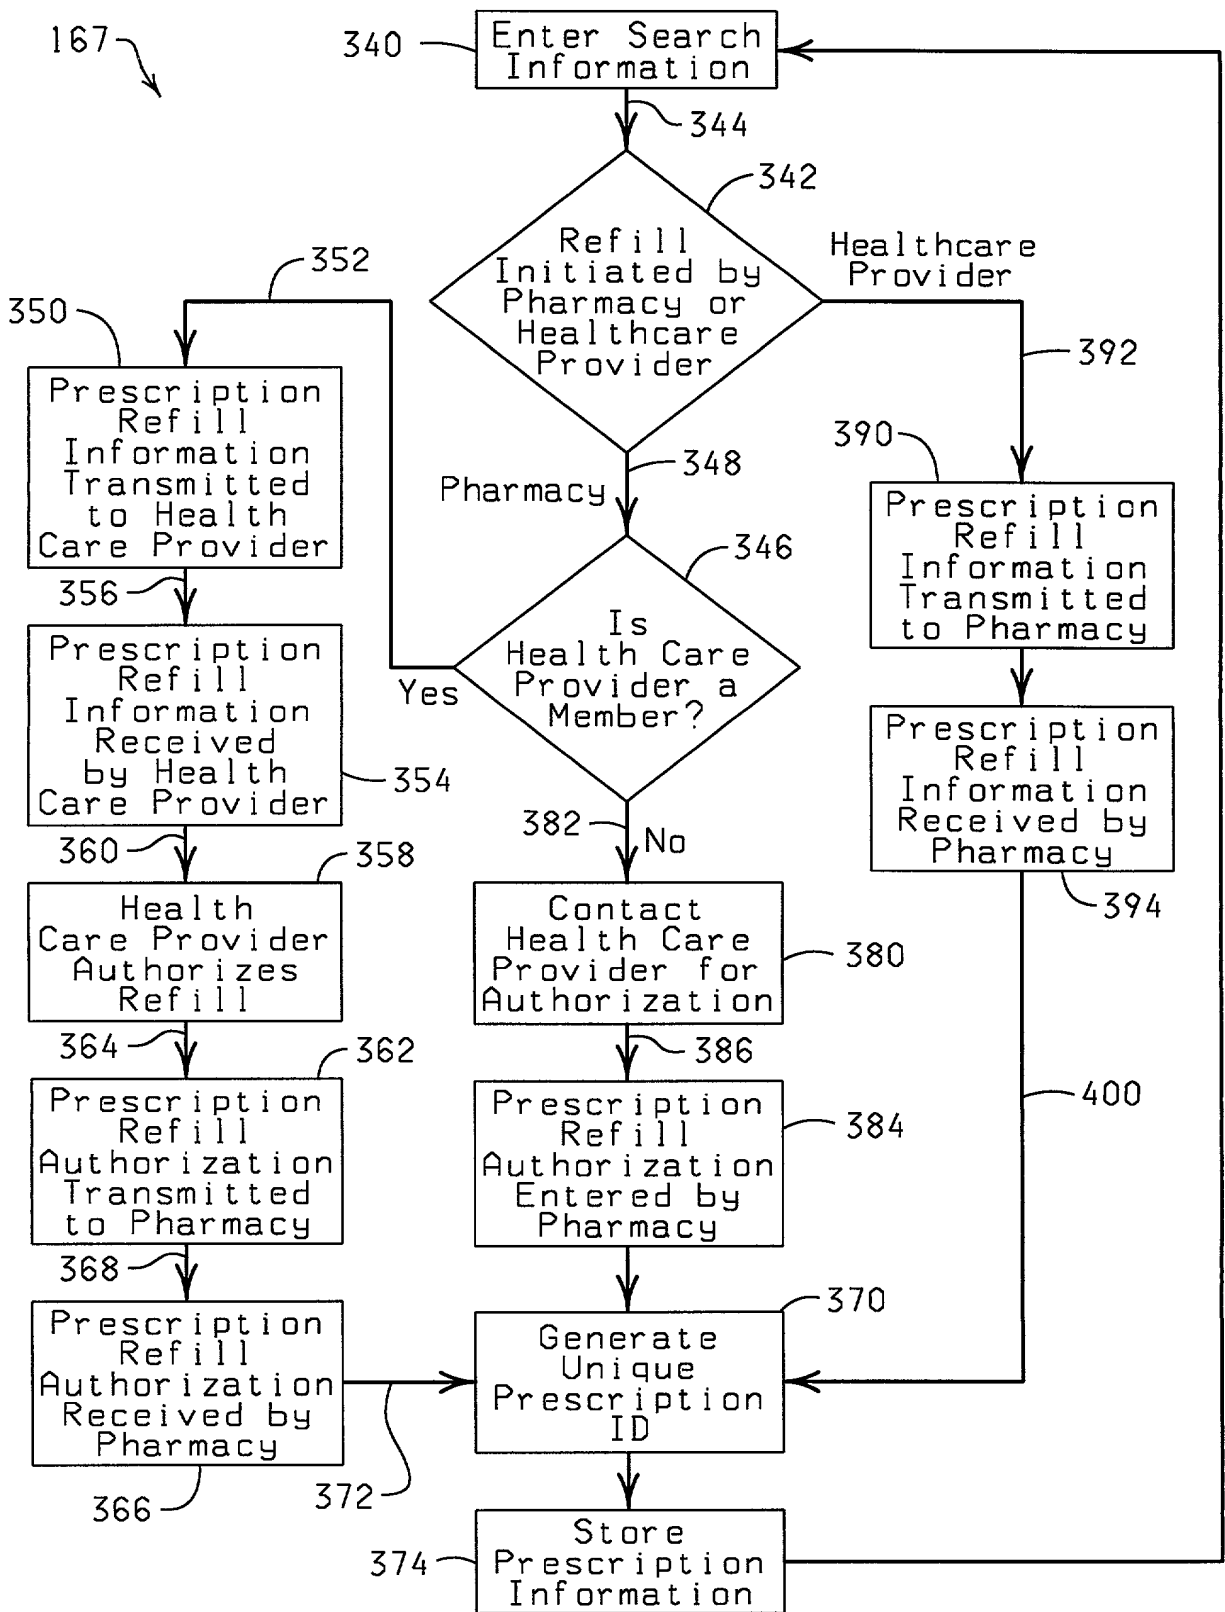 167
340
Enter Search
Information
344
342
Refill
Initiated by
Pharmacy or
Healthcare
Provider
Healthcare
Provider
352
350
392
Prescription
Refill
Information
Transmitted
to Health
Care Provider
348
Pharmacy
390
Prescription
Refill
Information
Transmitted
to Pharmacy
356
346
Is
Health Care
Provider a
Member?
Yes
Prescription
Refill
Information
Received
by Health
Care Provider
354
Prescription
Refill
Information
Received by
Pharmacy
394
360
358
382
No
Health
Care Provider
Authorizes
Refill
Contact
Health Care
Provider for
Authorization
380
364
362
386
400
Prescription
Refill
Authorization
Transmitted
to Pharmacy
Prescription
Refill
Authorization
Entered by
Pharmacy
384
368
370
Prescription
Refill
Authorization
Received by
Pharmacy
Generate
Unique
Prescription
ID
366
372
374
Store
Prescription
Information